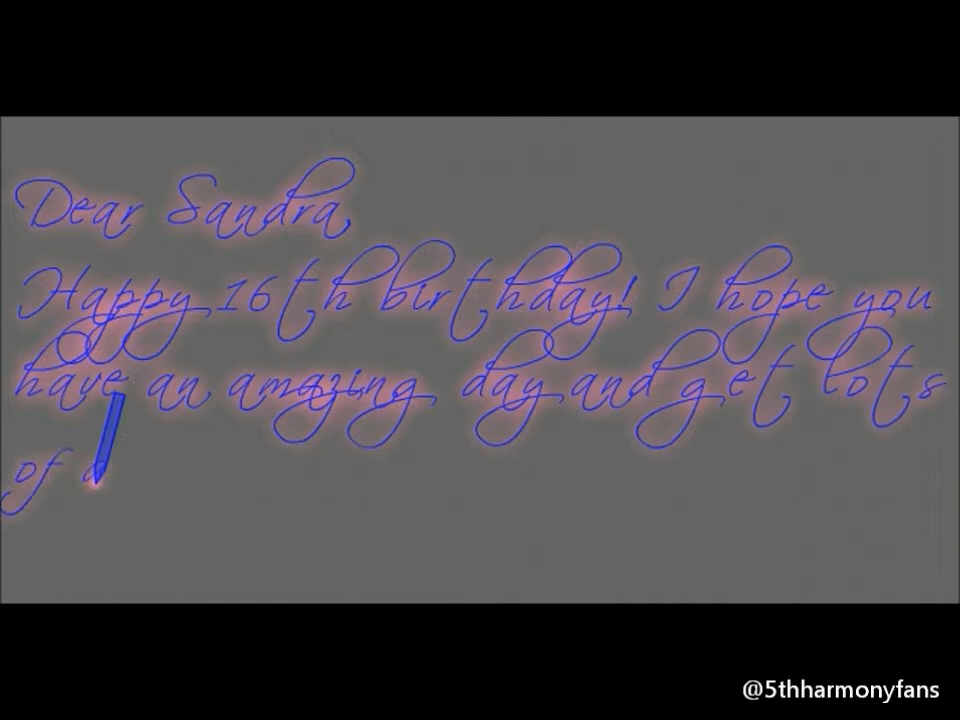 Dear Sandra,
Happy 16th birthday! I hope you
have an amazing day and get lots
of
@5thharmonyfans